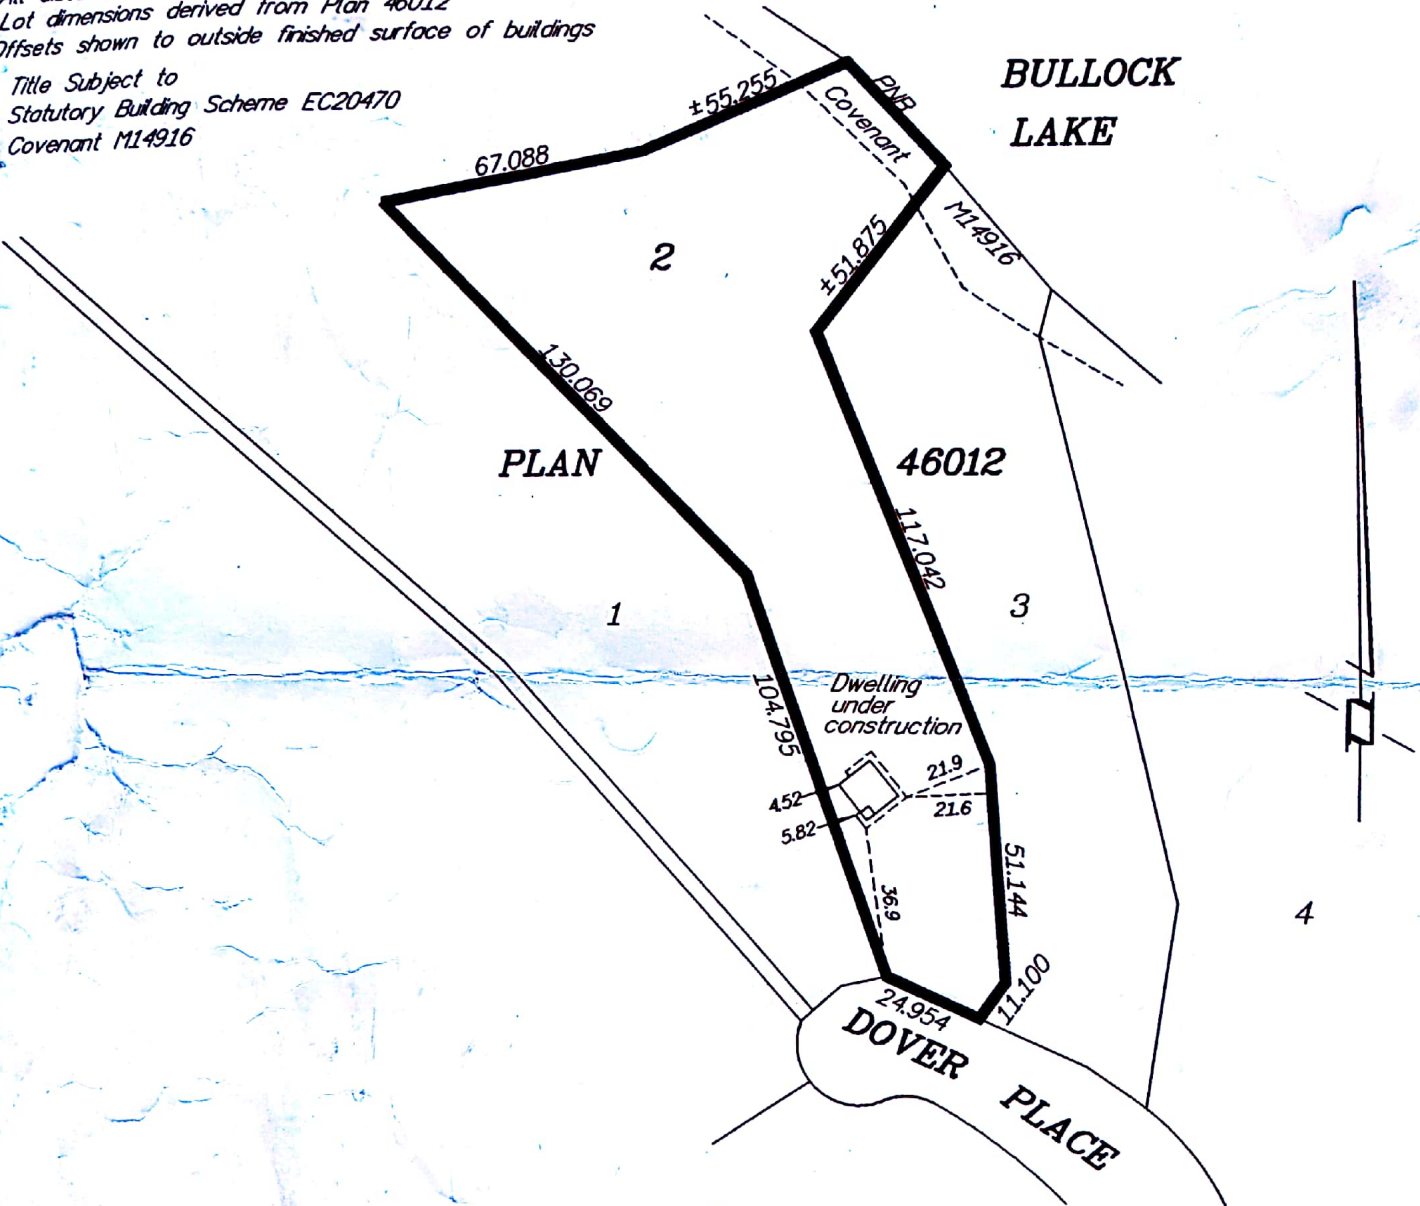 Lot dimensions derived from Plan 46012
Offsets shown to outside finished surface of buildings
Title Subject to
Statutory Building Scheme EC20470
Covenant M14916
BULLOCK
LAKE
±55.255
PNB
Covenant
67.088
M14916
2
±51.875
130.069
PLAN
46012
117.042
1
3
104.795
Dwelling
under
construction
21.9
4.52
21.6
5.82
51.144
36.9
4
11.100
24.954
DOVER PLACE